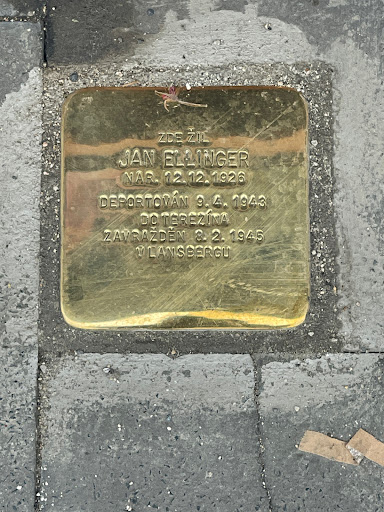 ZDE ŽIL
JAN ELLINGER
NAR. 12.12.1926
DEPORTOVÁN 9.4.1943
DO TEREZÍNA
ZAVRAŽDĚN 8.2.1945
V LANSBERGU